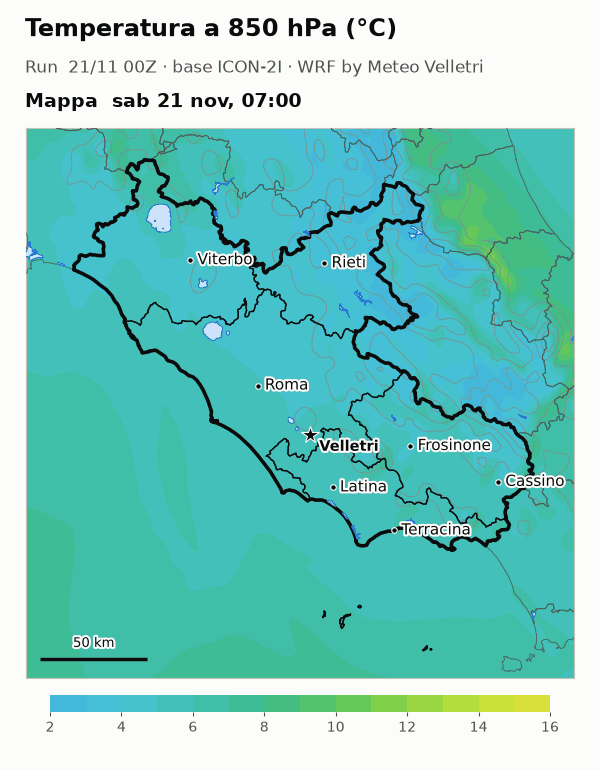 Temperatura a 850 hPa (°C)
Run  21/11 00Z · base ICON-2I · WRF by Meteo Velletri
Mappa  sab 21 nov, 07:00
Viterbo
Rieti
Roma
Velletri
Frosinone
Latina
Cassino
Terracina
50 km
2 4 6 8 10 12 14 16